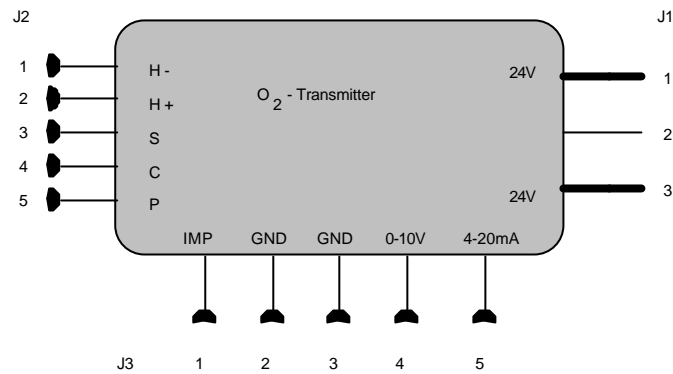 J2 J1
1 H - 24V 1
2 H + O2 - Transmitter
3 S 2
4 C
5 P 24V 3
IMP GND GND 0-10V 4-20mA
J3 1 2 3 4 5